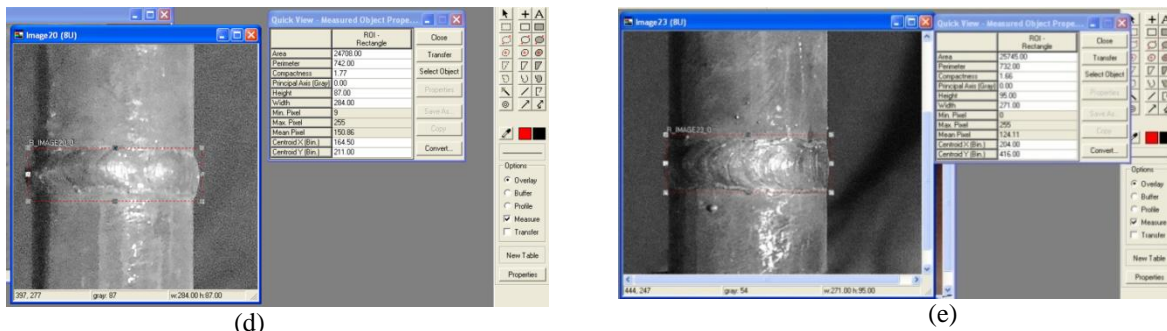 Image20 (8U)
Quick View - Measured Object Prope...
ROI - Rectangle
Area 24708.00
Perimeter 742.00
Compactness 1.77
Principal Axis (Gray) 0.00
Height 87.00
Width 284.00
Min. Pixel 9
Max. Pixel 255
Mean Pixel 150.86
Centroid X (Bin.) 164.50
Centroid Y (Bin.) 211.00
Close
Transfer
Select Object
Properties
Save As...
Copy
Convert...
R_IMAGE20_0
A
Options
Overlay
Buffer
Profile
Measure
Transfer
New Table
Properties
397, 277 gray: 87 w:284.00 h:87.00
(d)
Image23 (8U)
Quick View - Measured Object Prope...
ROI - Rectangle
Area 25745.00
Perimeter 732.00
Compactness 1.66
Principal Axis (Gray) 0.00
Height 95.00
Width 271.00
Min. Pixel 0
Max. Pixel 255
Mean Pixel 124.11
Centroid X (Bin.) 204.00
Centroid Y (Bin.) 416.00
Close
Transfer
Select Object
Properties
Save As...
Copy
Convert...
R_IMAGE23_0
A
Options
Overlay
Buffer
Profile
Measure
Transfer
New Table
Properties
444, 247 gray: 54 w:271.00 h:95.00
(e)